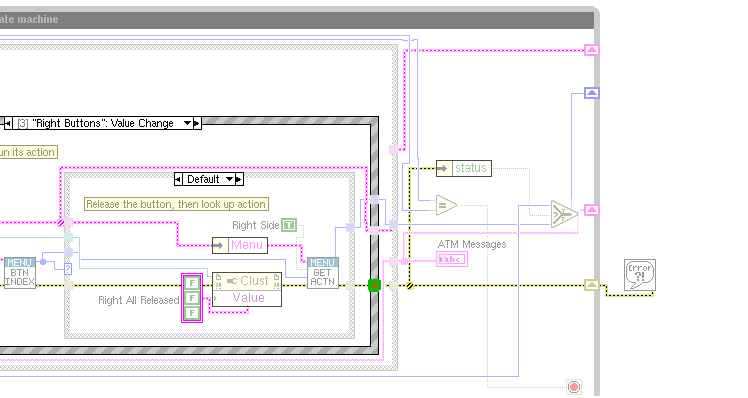 ate machine
[3] "Right Buttons": Value Change
un its action
Default
Release the button, then look up action
status
=
Right Side T
Menu
ATM Messages
abc
MENU
BTN
INDEX
?
MENU
GET
ACTN
Clust
Value
Right All Released
F
F
F
?
Error
?!